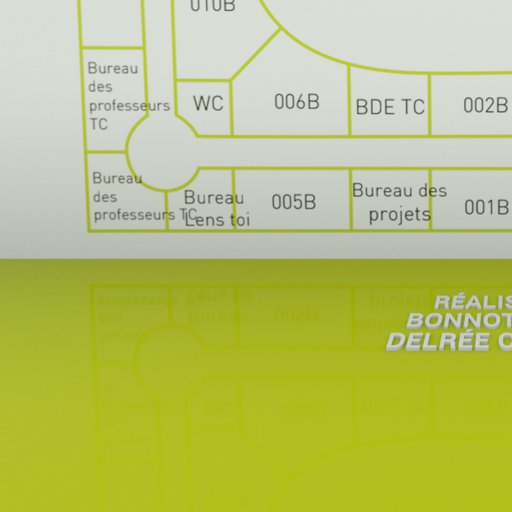 010B
Bureau
des
professeurs
TC
WC
006B
BDE TC
002B
Bureau
des
professeurs TC
Bureau
Lens toi
005B
Bureau des
projets
001B
RÉALIS
BONNOT
DELRÉE C